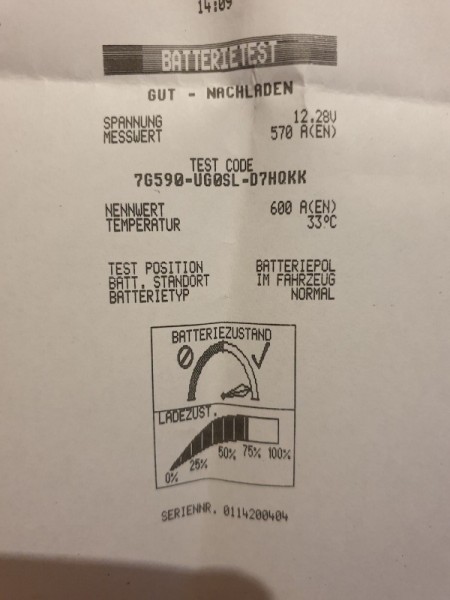 14:09
BATTERIETEST
GUT - NACHLADEN
SPANNUNG 12.28V
MESSWERT 570 A(EN)
TEST CODE
7G590-UG0SL-D7HQKK
NENNWERT 600 A(EN)
TEMPERATUR 33°C
TEST POSITION BATTERIEPOL
BATT. STANDORT IM FAHRZEUG
BATTERIETYP NORMAL
BATTERIEZUSTAND
LADEZUST.
0% 25% 50% 75% 100%
SERIENNR. 0114200404